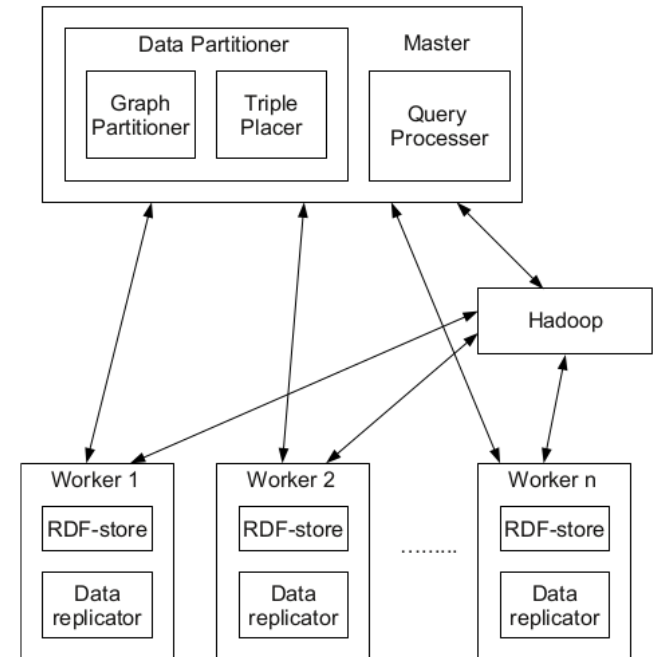 Data Partitioner
Master
Graph
Partitioner
Triple
Placer
Query
Processer
Hadoop
Worker 1
RDF-store
Data
replicator
Worker 2
RDF-store
Data
replicator
.........
Worker n
RDF-store
Data
replicator